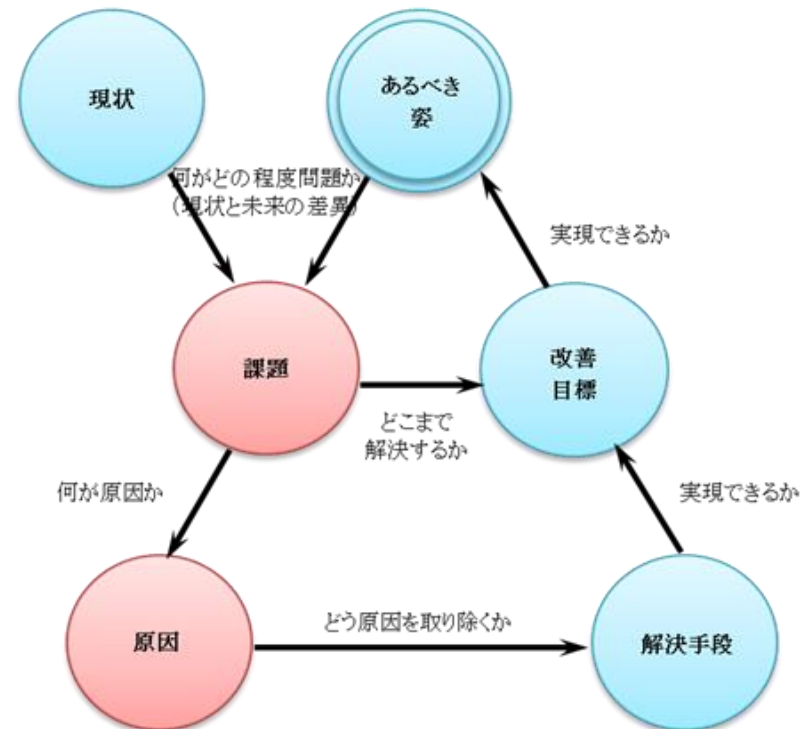 現状
あるべき
姿
何がどの程度問題か
(現状と未来の差異)
実現できるか
課題
改善
目標
どこまで
解決するか
何が原因か
実現できるか
どう原因を取り除くか
原因
解決手段